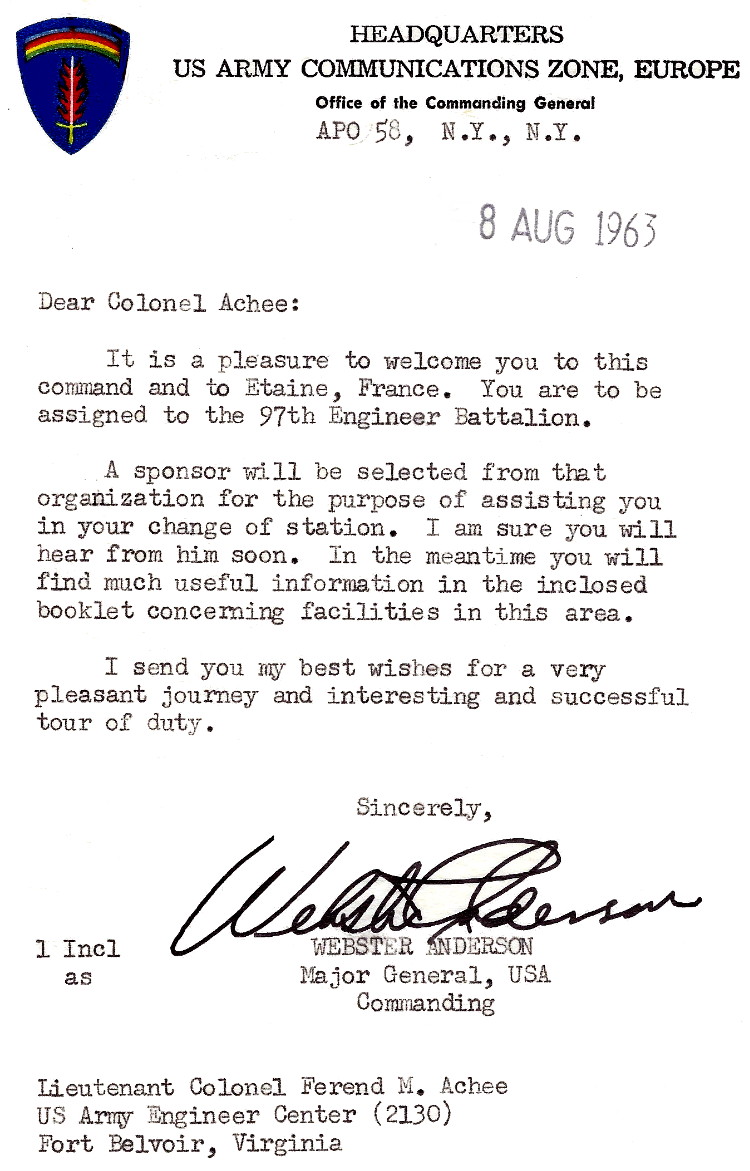 HEADQUARTERS
US ARMY COMMUNICATIONS ZONE, EUROPE
Office of the Commanding General
APO 58, N.Y., N.Y.
8 AUG 1963
Dear Colonel Achee:
It is a pleasure to welcome you to this
command and to Etaine, France. You are to be
assigned to the 97th Engineer Battalion.
A sponsor will be selected from that
organization for the purpose of assisting you
in your change of station. I am sure you will
hear from him soon. In the meantime you will
find much useful information in the inclosed
booklet concerning facilities in this area.
I send you my best wishes for a very
pleasant journey and interesting and successful
tour of duty.
Sincerely,
Webster Anderson
1 Incl
as
WEBSTER ANDERSON
Major General, USA
Commanding
Lieutenant Colonel Ferend M. Achee
US Army Engineer Center (2130)
Fort Belvoir, Virginia